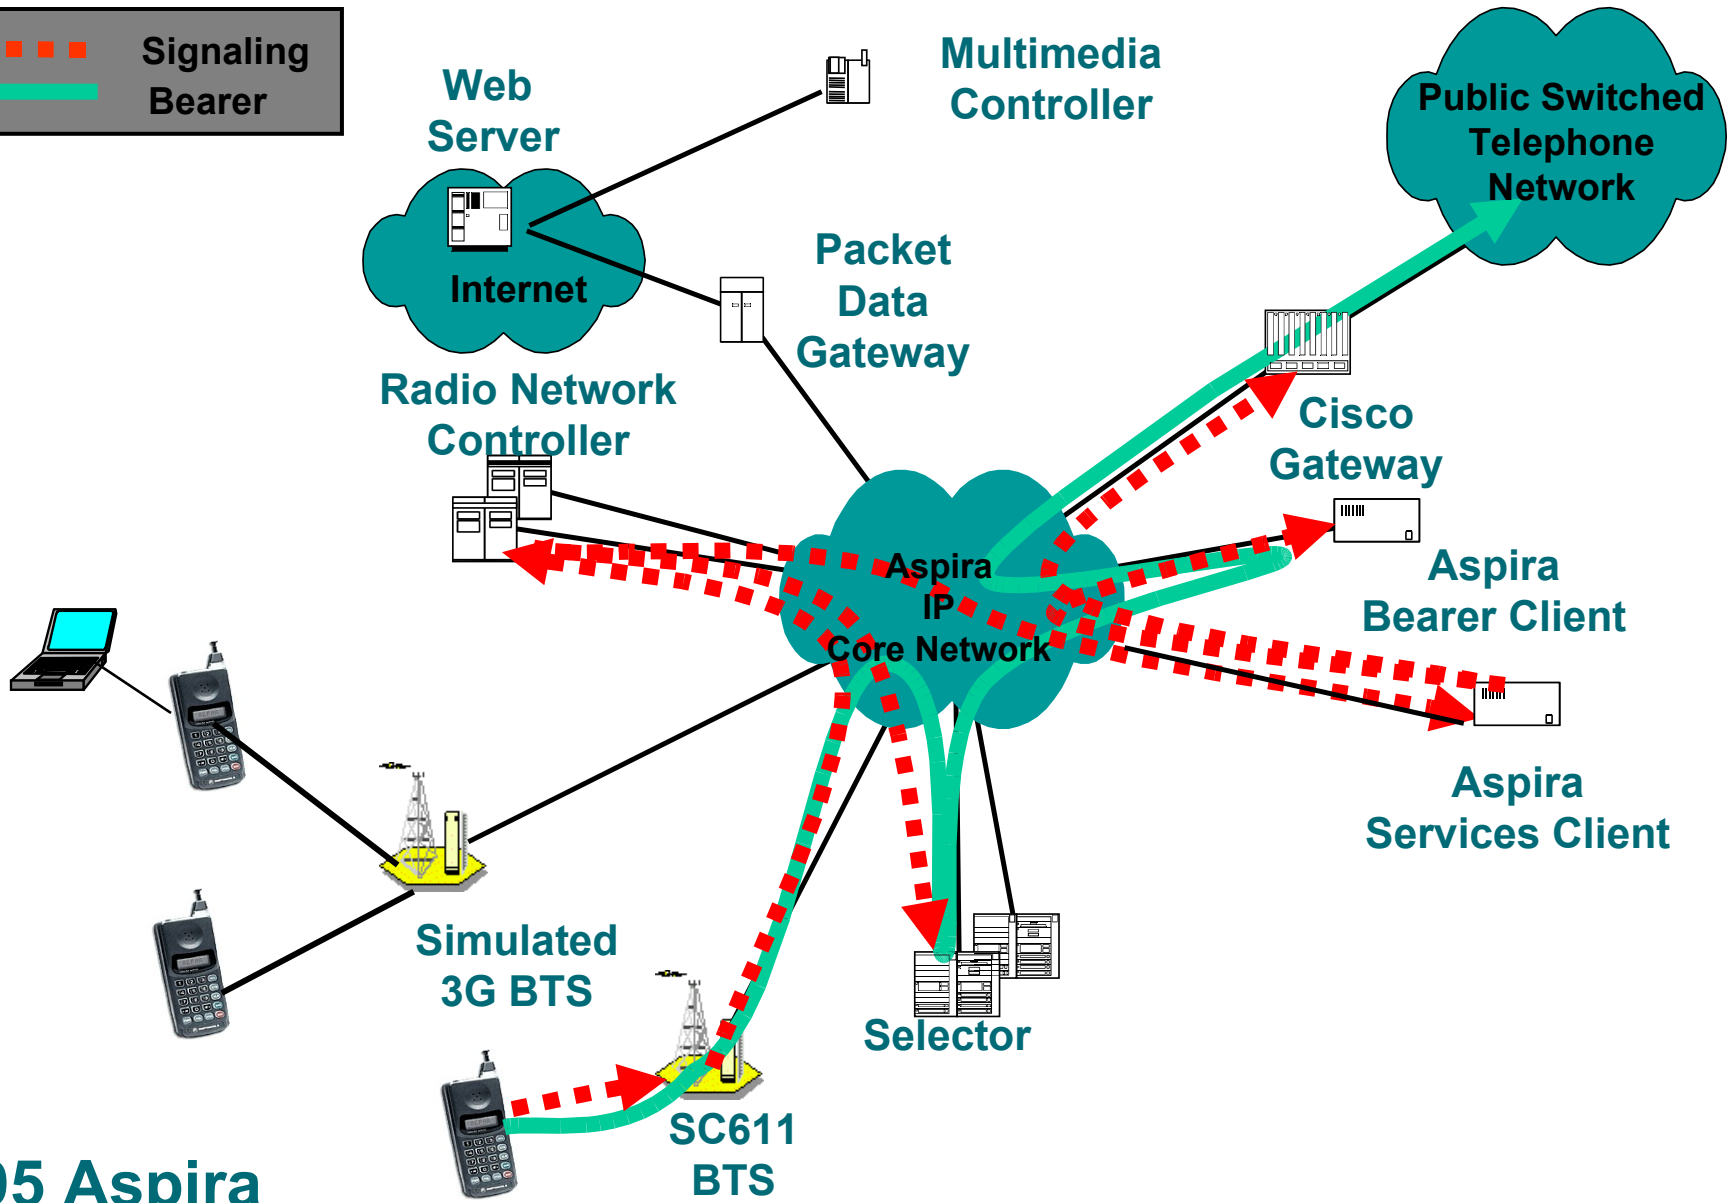 Signaling
Bearer
Web
Server
Multimedia
Controller
Public Switched
Telephone
Network
Internet
Packet
Data
Gateway
Radio Network
Controller
Cisco
Gateway
Aspira
IP
Core Network
Aspira
Bearer Client
Aspira
Services Client
Simulated
3G BTS
Selector
SC611
BTS
95 Aspira